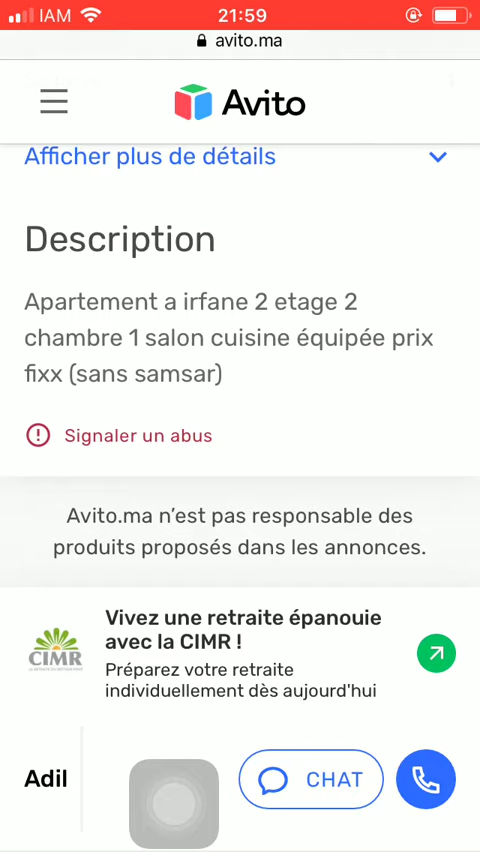 IAM
21:59
avito.ma
Avito
Afficher plus de détails
Description
Apartement a irfane 2 etage 2
chambre 1 salon cuisine équipée prix
fixx (sans samsar)
Signaler un abus
Avito.ma n’est pas responsable des
produits proposés dans les annonces.
Vivez une retraite épanouie
avec la CIMR !
CIMR
Préparez votre retraite
individuellement dès aujourd'hui
Adil
CHAT